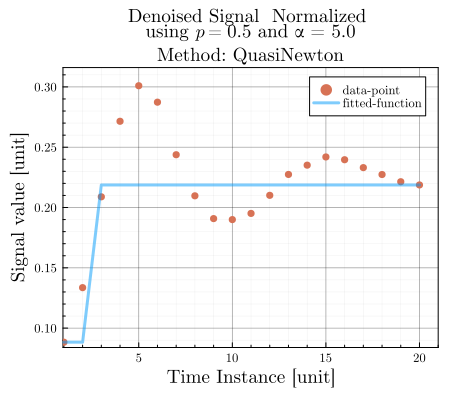 Denoised Signal Normalized
using p = 0.5 and α = 5.0
Method: QuasiNewton
data-point
fitted-function
Signal value [unit]
0.30
0.25
0.20
0.15
0.10
5
10
15
20
Time Instance [unit]